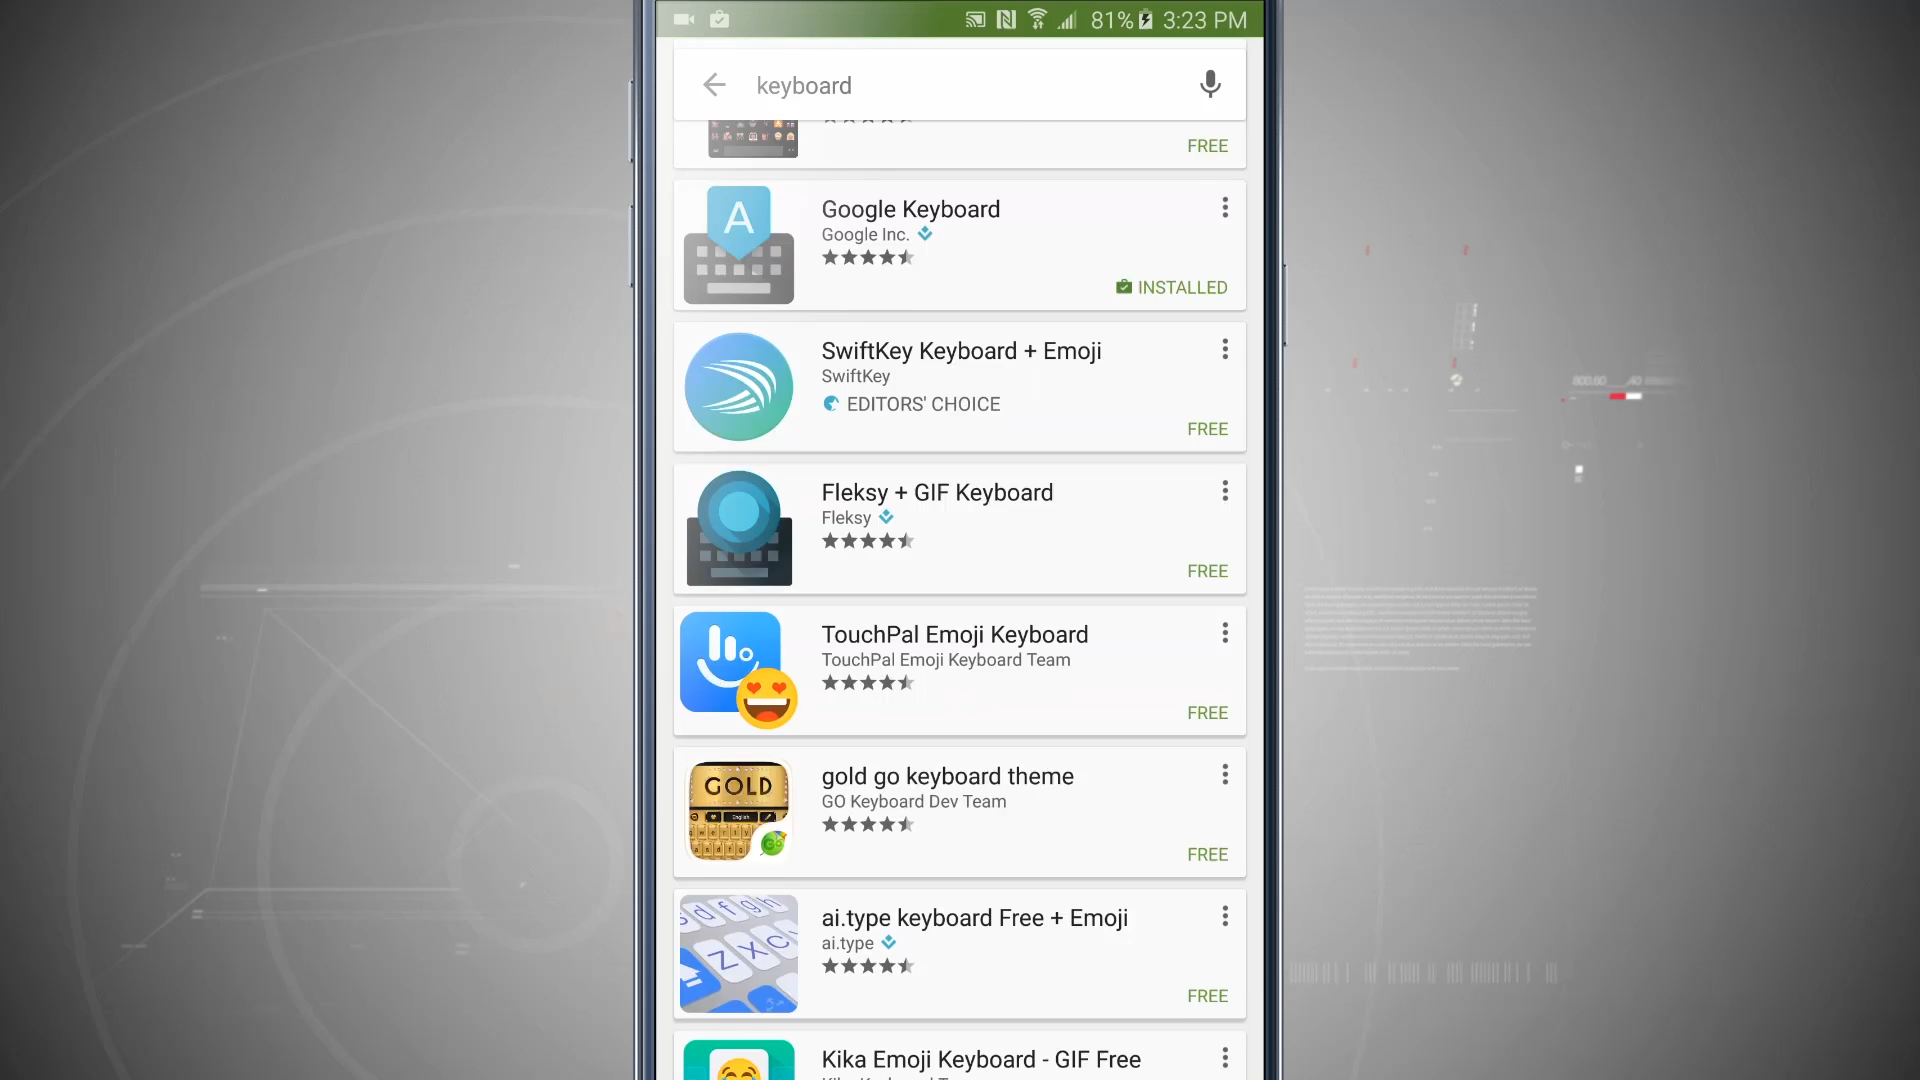 81% 3:23 PM
keyboard
FREE
Google Keyboard
Google Inc.
INSTALLED
SwiftKey Keyboard + Emoji
SwiftKey
EDITORS' CHOICE
FREE
Fleksy + GIF Keyboard
Fleksy
FREE
TouchPal Emoji Keyboard
TouchPal Emoji Keyboard Team
FREE
GOLD
English
gold go keyboard theme
GO Keyboard Dev Team
FREE
ai.type keyboard Free + Emoji
ai.type
FREE
Kika Emoji Keyboard - GIF Free